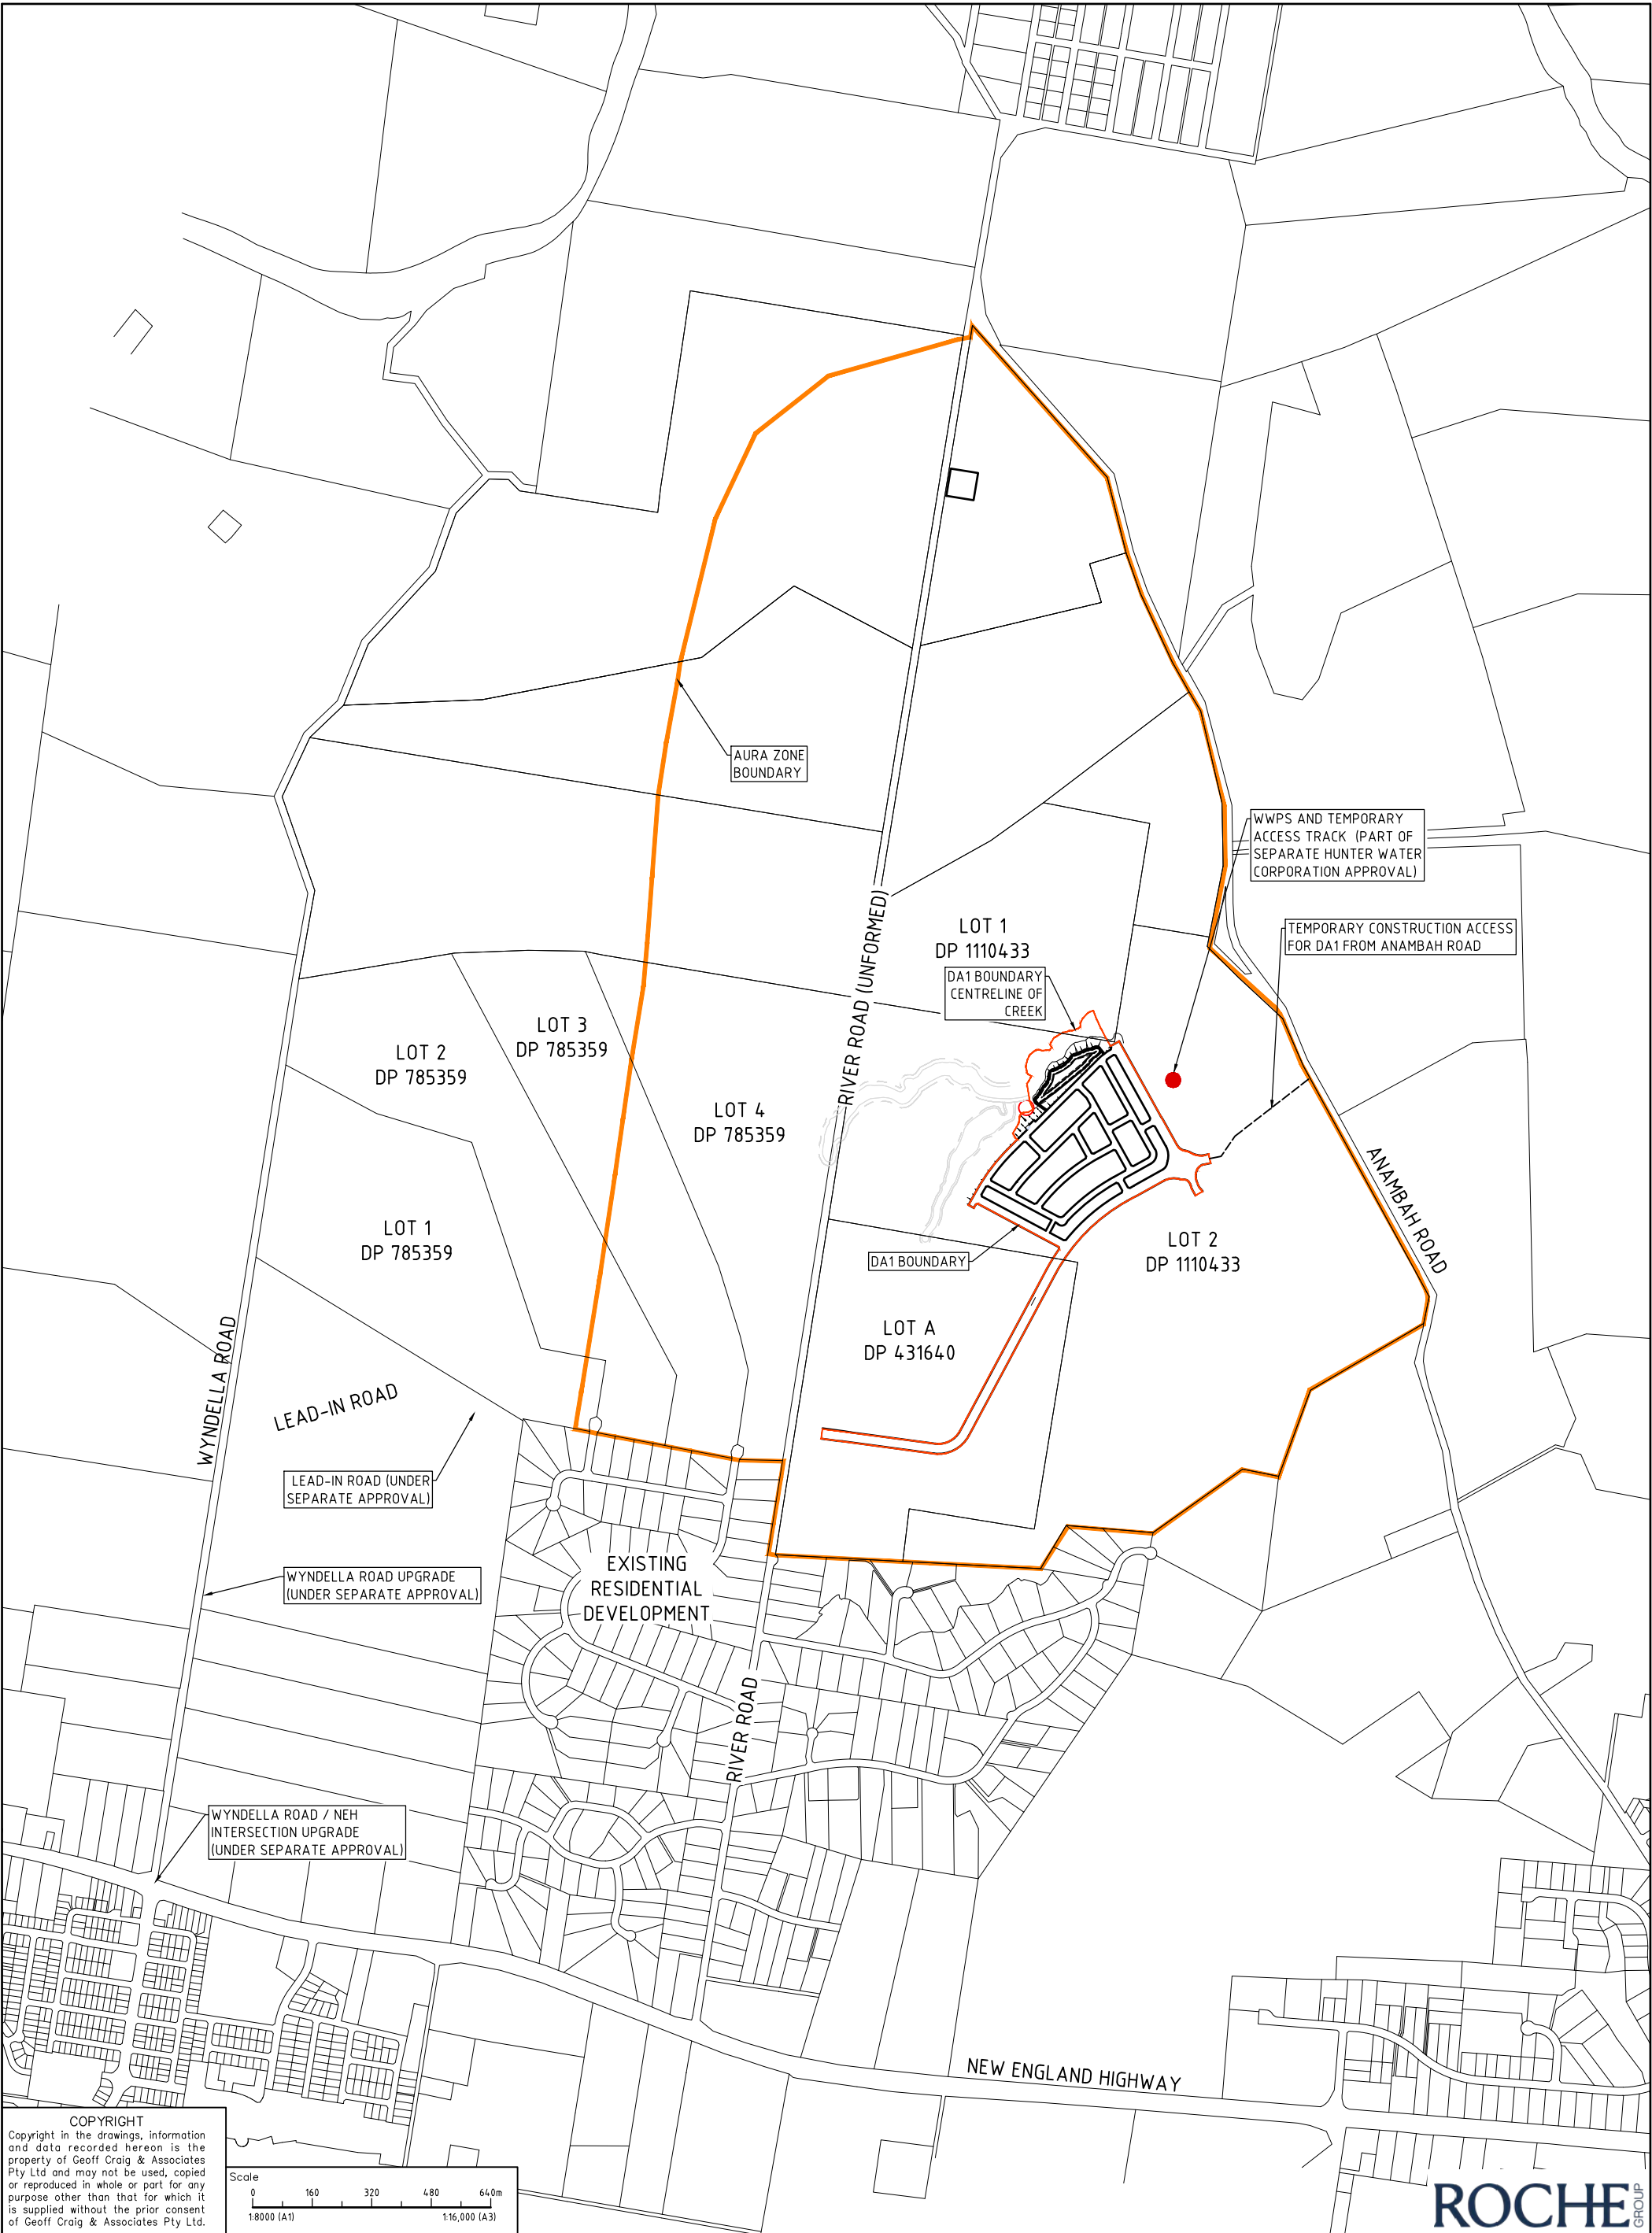 AURA ZONE
BOUNDARY
WWPS AND TEMPORARY
ACCESS TRACK (PART OF
SEPARATE HUNTER WATER
CORPORATION APPROVAL)
RIVER ROAD (UNFORMED)
LOT 1
DP 1110433
TEMPORARY CONSTRUCTION ACCESS
FOR DA1 FROM ANAMBAH ROAD
DA1 BOUNDARY
CENTRELINE OF
CREEK
LOT 3
DP 785359
LOT 2
DP 785359
LOT 4
DP 785359
ANAMBAH ROAD
LOT 1
DP 785359
LOT 2
DP 1110433
DA1 BOUNDARY
LOT A
DP 431640
WYNDELLA ROAD
LEAD-IN ROAD
LEAD-IN ROAD (UNDER
SEPARATE APPROVAL)
EXISTING
RESIDENTIAL
DEVELOPMENT
WYNDELLA ROAD UPGRADE
(UNDER SEPARATE APPROVAL)
RIVER ROAD
WYNDELLA ROAD / NEH
INTERSECTION UPGRADE
(UNDER SEPARATE APPROVAL)
NEW ENGLAND HIGHWAY
COPYRIGHT
Copyright in the drawings, information
and data recorded hereon is the
property of Geoff Craig & Associates
Pty Ltd and may not be used, copied
or reproduced in whole or part for any
purpose other than that for which it
is supplied without the prior consent
of Geoff Craig & Associates Pty Ltd.
Scale
0 160 320 480 640m
1:8000 (A1) 1:16,000 (A3)
ROCHE GROUP